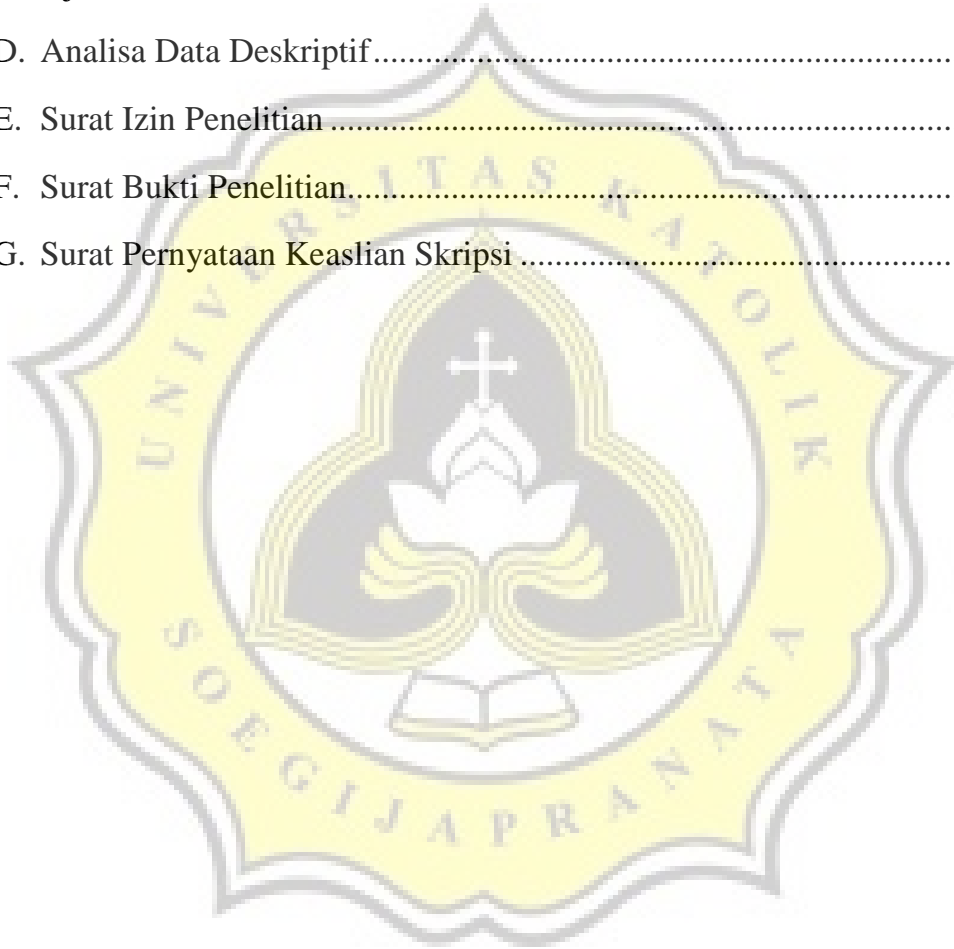 D. Analisa Data Deskriptif
E. Surat Izin Penelitian
F. Surat Bukti Penelitian
G. Surat Pernyataan Keaslian Skripsi
UNIVERSITAS KATOLIK
SOEGIJAPRANATA